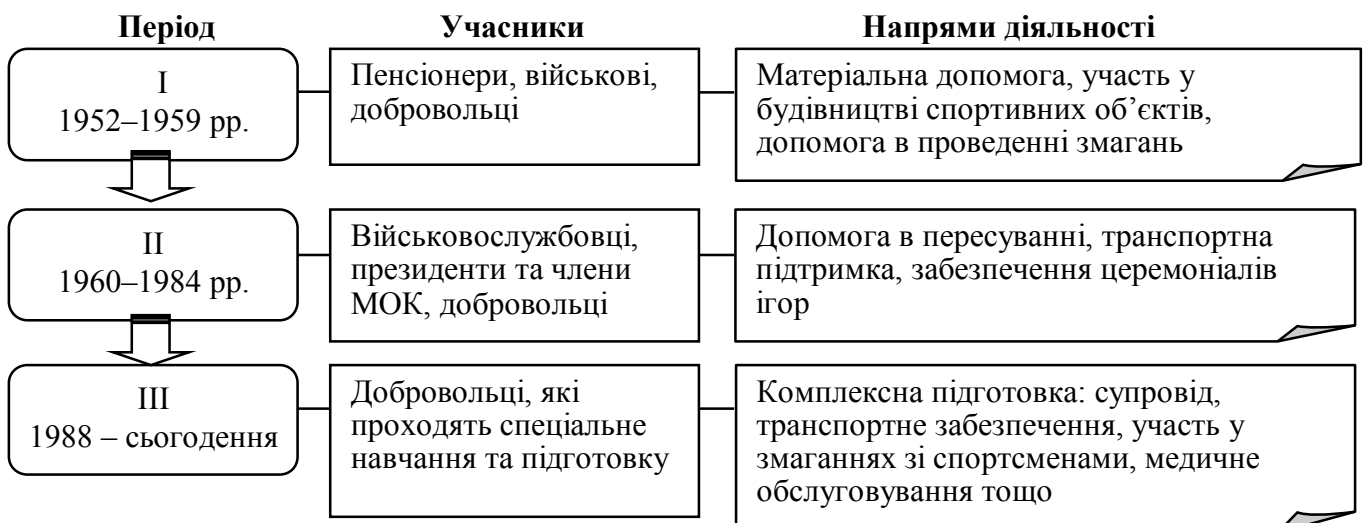 Період
Учасники
Напрями діяльності
I
1952–1959 рр.
Пенсіонери, військові,
добровольці
Матеріальна допомога, участь у
будівництві спортивних об’єктів,
допомога в проведенні змагань
II
1960–1984 рр.
Військовослужбовці,
президенти та члени
МОК, добровольці
Допомога в пересуванні, транспортна
підтримка, забезпечення церемоніалів
ігор
III
1988 – сьогодення
Добровольці, які
проходять спеціальне
навчання та підготовку
Комплексна підготовка: супровід,
транспортне забезпечення, участь у
змаганнях зі спортсменами, медичне
обслуговування тощо